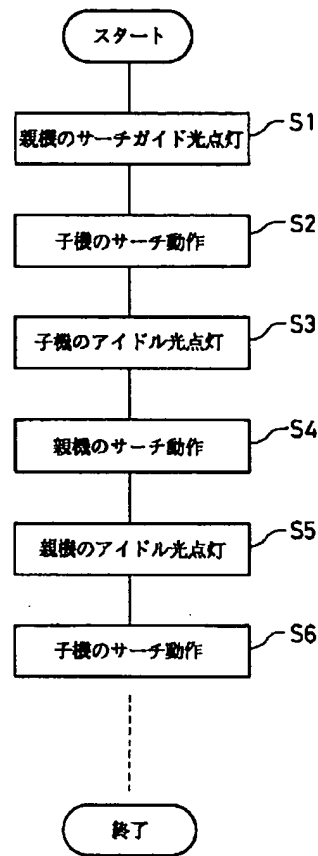 スタート
親機のサーチガイド光点灯
S1
子機のサーチ動作
S2
子機のアイドル光点灯
S3
親機のサーチ動作
S4
親機のアイドル光点灯
S5
子機のサーチ動作
S6
終了